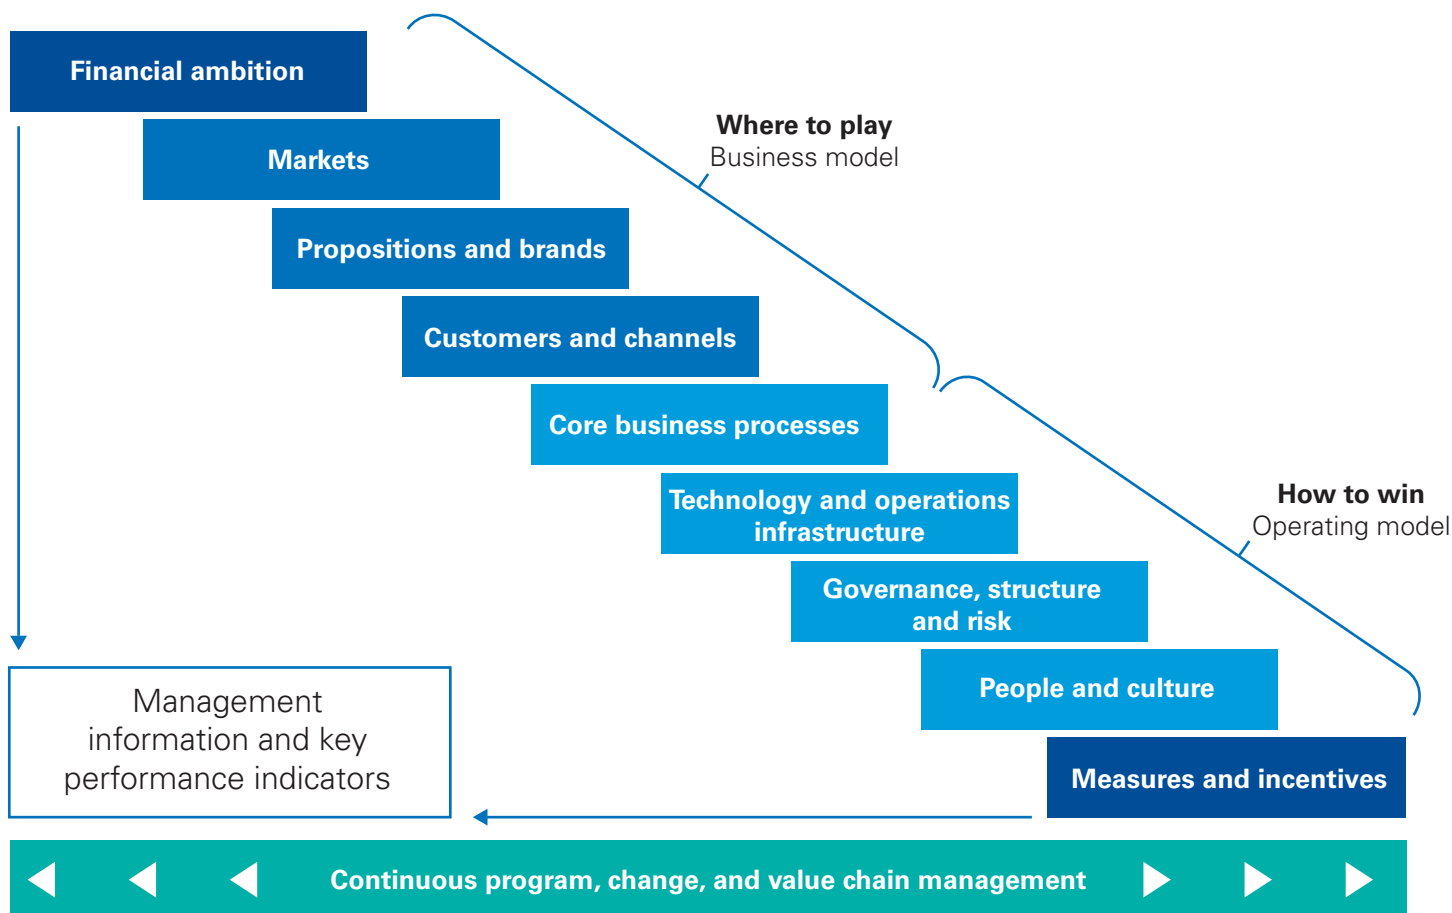 Financial ambition
Markets
Propositions and brands
Customers and channels
Core business processes
Technology and operations
infrastructure
Governance, structure
and risk
People and culture
Measures and incentives
Where to play
Business model
How to win
Operating model
Management
information and key
performance indicators
Continuous program, change, and value chain management